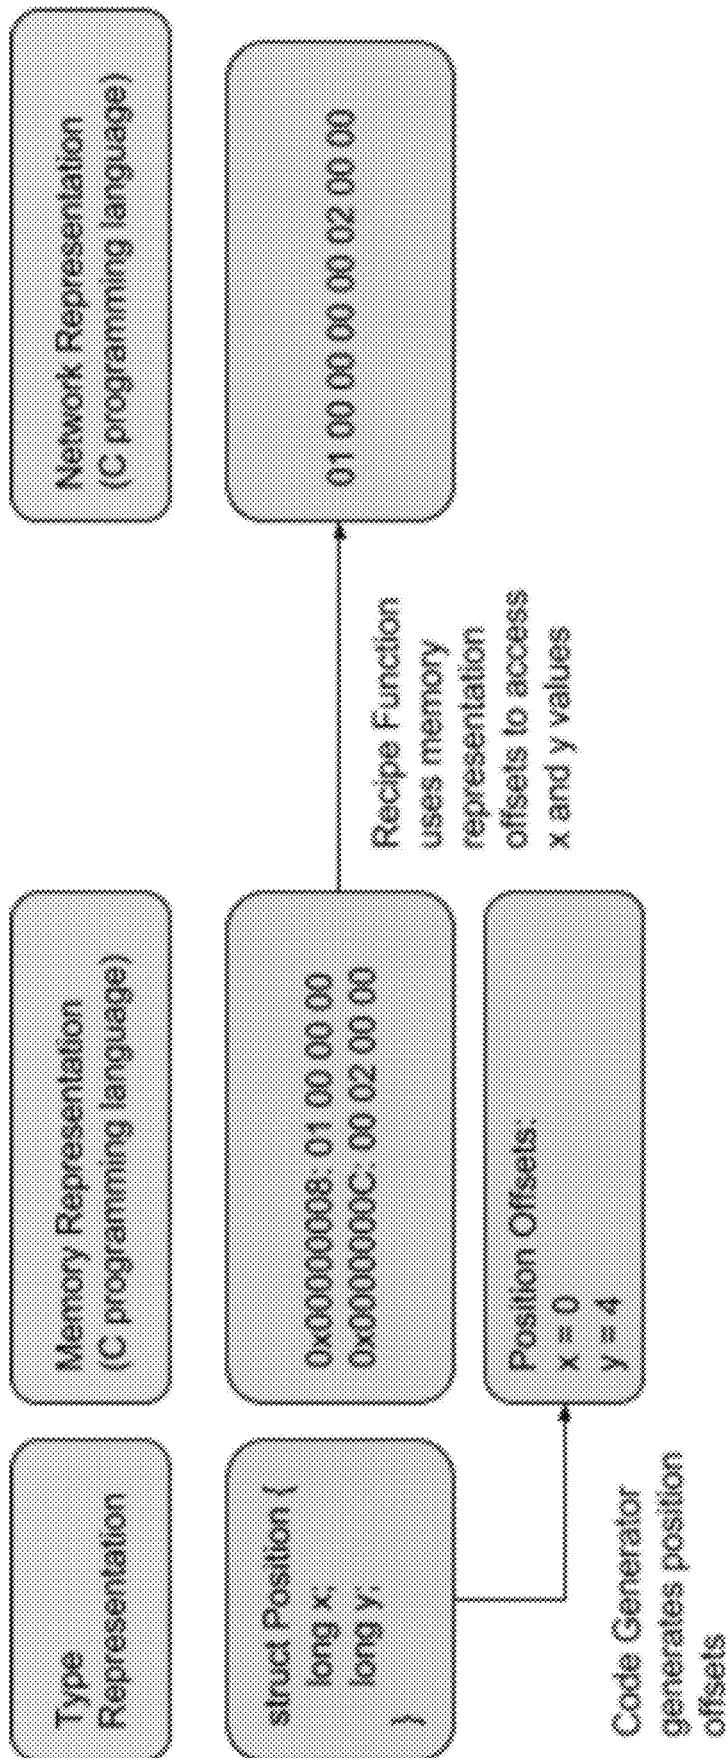 Type
Representation
Memory Representation
(C programming language)
Network Representation
(C programming language)
struct Position {
long x;
long y;
}
0x00000008: 01 00 00 00
0x0000000C: 00 02 00 00
01 00 00 00 00 02 00 00
Position Offsets:
x = 0
y = 4
Code Generator
generates position
offsets
Recipe Function
uses memory
representation
offsets to access
x and y values